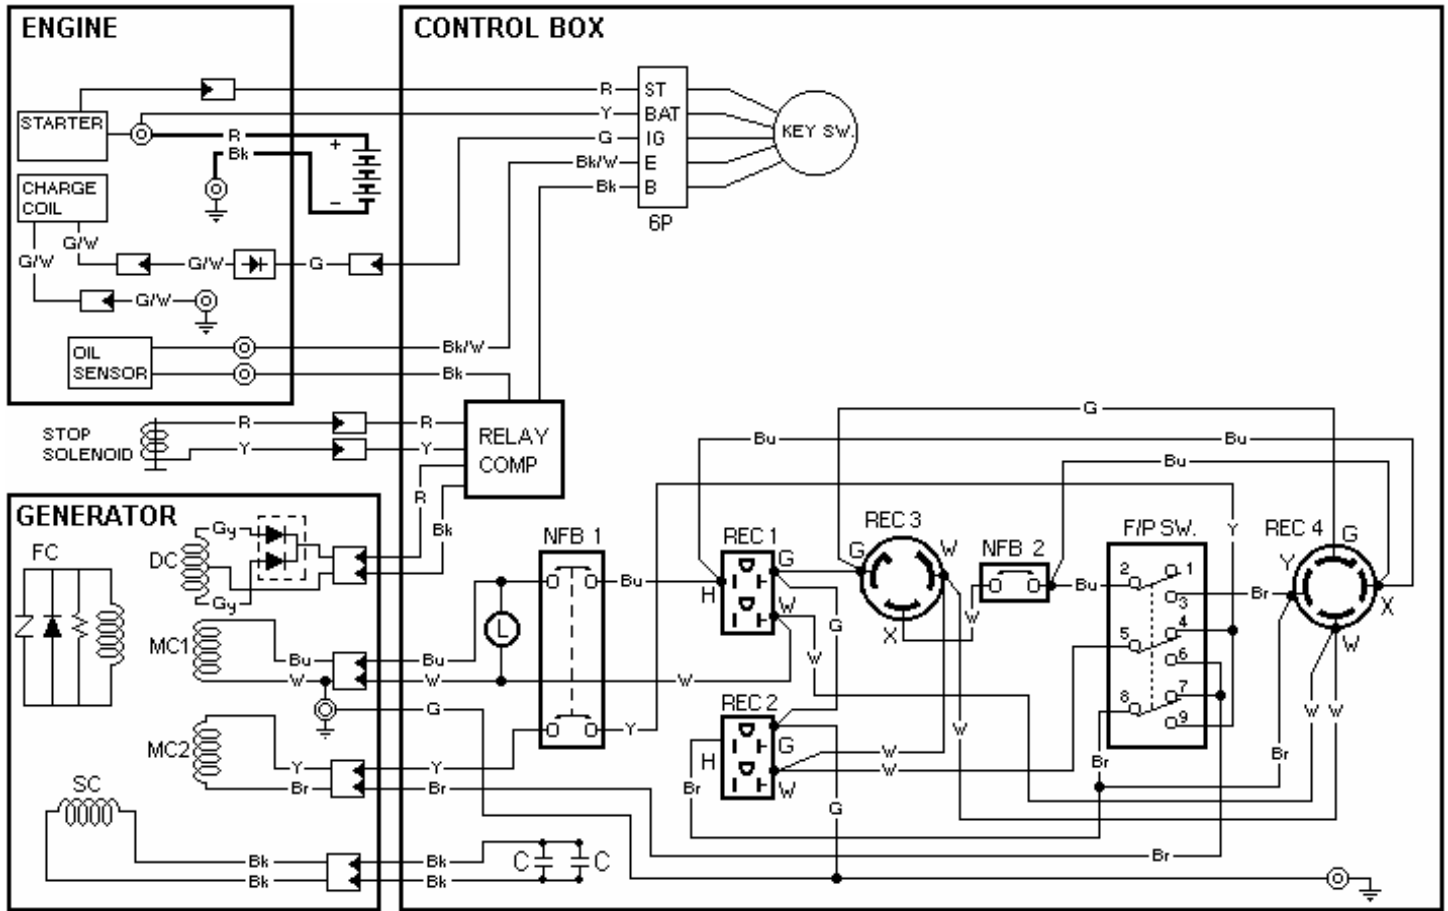 ENGINE
CONTROL BOX
R
ST
STARTER
Y
BAT
KEY SW.
R
+
G
IG
Bk
Bk/W
E
CHARGE
COIL
−
Bk
B
6P
G/W
G/W
G/W
G
G/W
OIL
SENSOR
Bk/W
Bk
STOP
SOLENOID
R
R
Y
Y
RELAY
COMP
G
Bu
Bu
Bu
R
Bk
GENERATOR
FC
DC
Gy
Gy
NFB 1
REC 1
REC 3
NFB 2
F/P SW.
Y
REC 4
G
Y
X
W
Bu
H
G
W
G
W
X
W
Bu
2
1
3
5
4
6
8
7
9
Br
L
MC1
Bu
W
Bu
W
W
G
W
G
REC 2
H
G
W
Y
W
W
W
W
W
MC2
Y
Br
Y
Br
Br
Br
Br
G
Br
SC
Bk
Bk
Bk
Bk
C
C